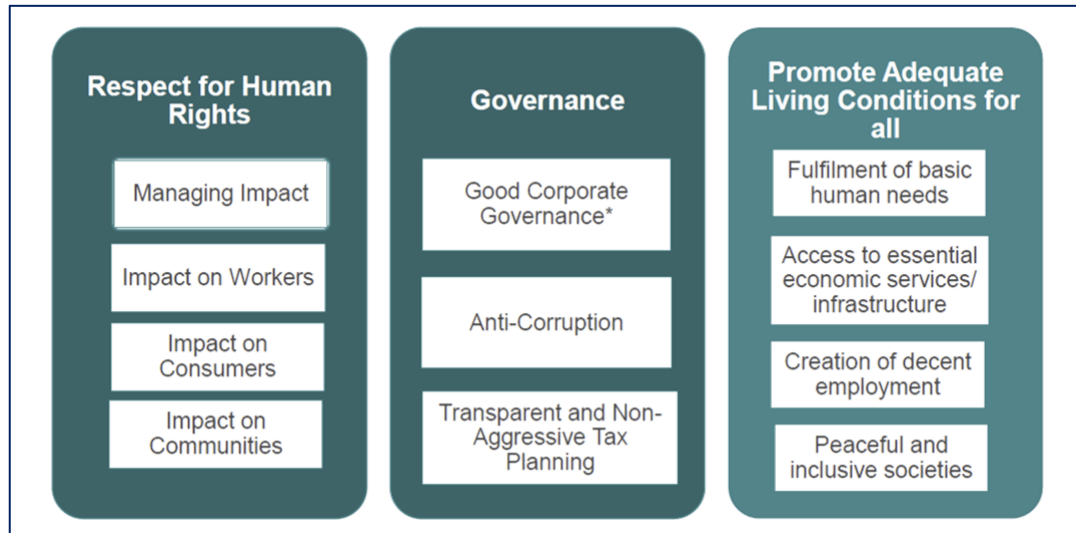 Respect for Human
Rights
Managing Impact
Impact on Workers
Impact on
Consumers
Impact on
Communities
Governance
Good Corporate
Governance*
Anti-Corruption
Transparent and Non-
Aggressive Tax
Planning
Promote Adequate
Living Conditions for
all
Fulfilment of basic
human needs
Access to essential
economic services/
infrastructure
Creation of decent
employment
Peaceful and
inclusive societies